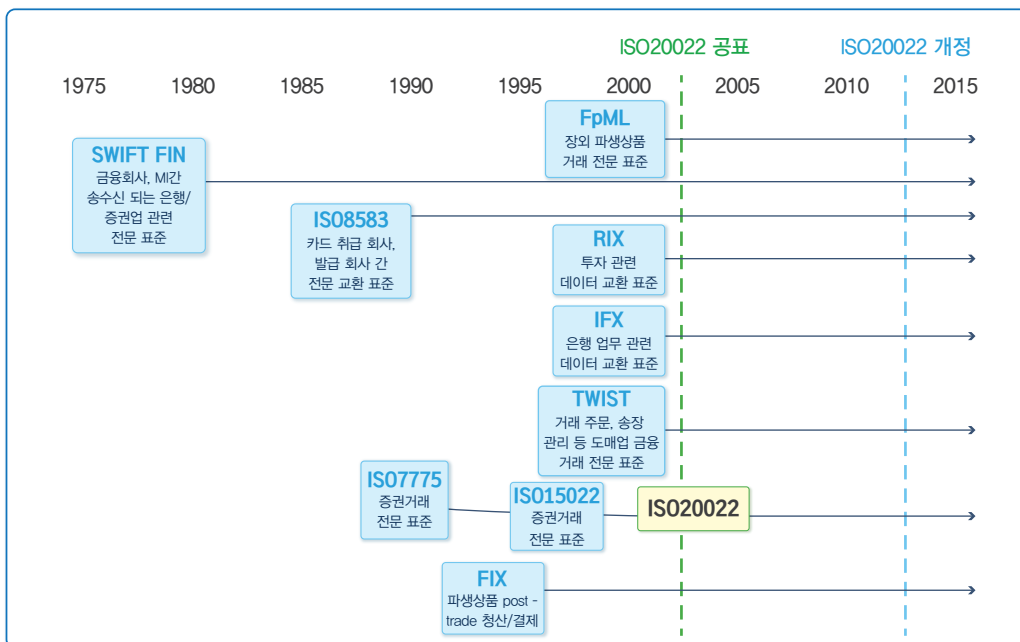 ISO20022 공표
ISO20022 개정
1975
1980
1985
1990
1995
2000
2005
2010
2015
FpML
장외 파생상품
거래 전문 표준
SWIFT FIN
금융회사, MI간
송수신 되는 은행/
증권업 관련
전문 표준
ISO8583
카드 취급 회사,
발급 회사 간
전문 교환 표준
RIX
투자 관련
데이터 교환 표준
IFX
은행 업무 관련
데이터 교환 표준
TWIST
거래 주문, 송장
관리 등 도매업 금융
거래 전문 표준
ISO7775
증권거래
전문 표준
ISO15022
증권거래
전문 표준
ISO20022
FIX
파생상품 post -
trade 청산/결제